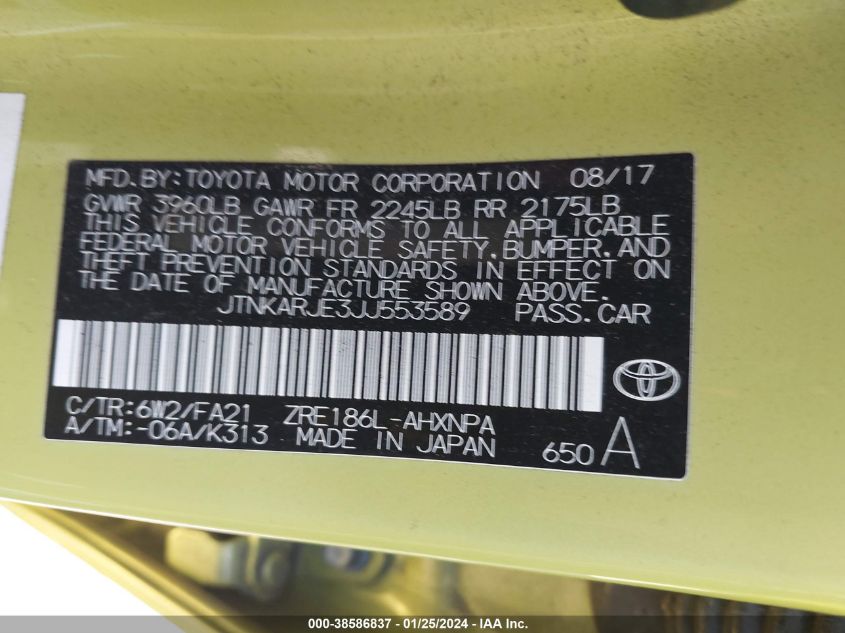 MFD.BY:TOYOTA MOTOR CORPORATION 08/17
GVWR 3960LB GAWR FR 2245LB RR 2175LB
THIS VEHICLE CONFORMS TO ALL APPLICABLE
FEDERAL MOTOR VEHICLE SAFETY,BUMPER,AND
THEFT PREVENTION STANDARDS IN EFFECT ON
THE DATE OF MANUFACTURE SHOWN ABOVE.
JTNKARJE3JJ553589 PASS.CAR
C/TR:6W2/FA21 ZRE186L-AHXNPA
A/TM:-06A/K313 MADE IN JAPAN 650 A
000-38586837 - 01/25/2024 - IAA Inc.